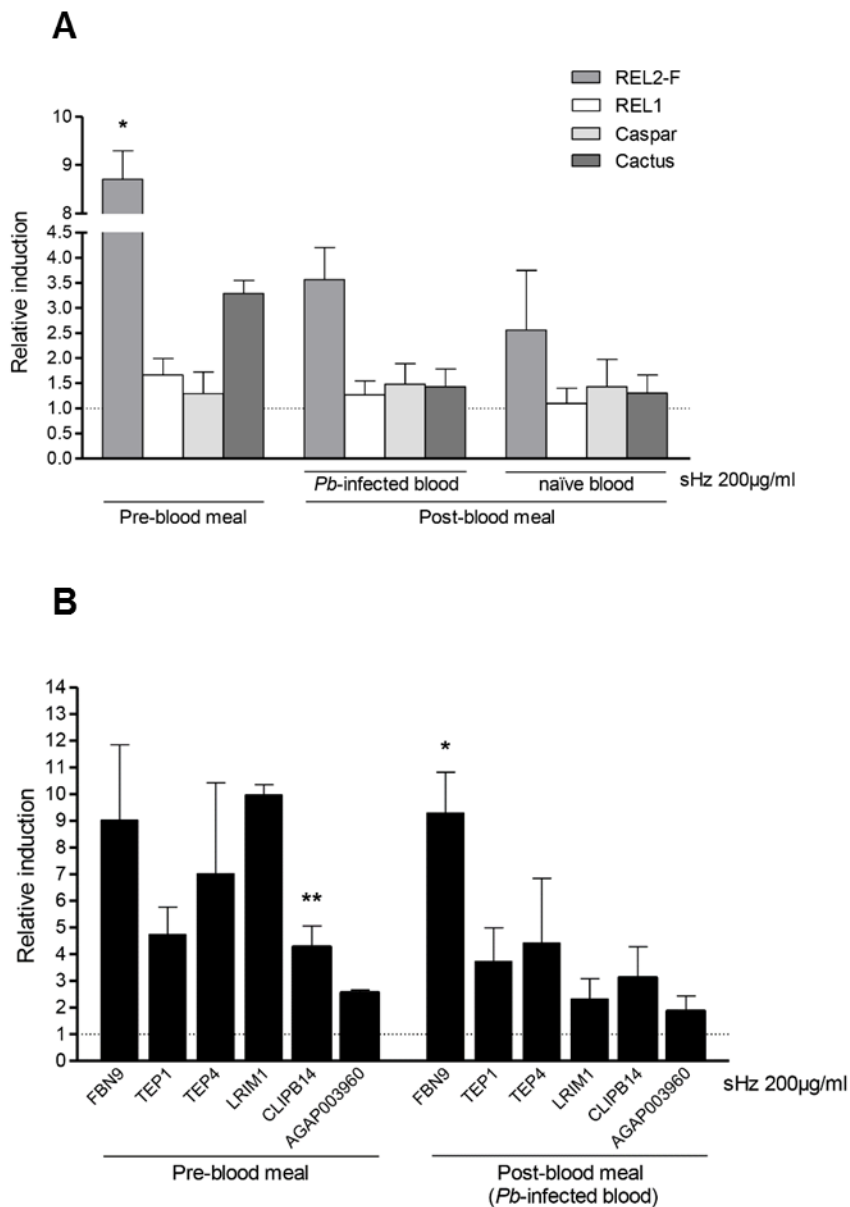 A
REL2-F
REL1
Caspar
Cactus
Relative induction
10
9
8
4.5
4.0
3.5
3.0
2.5
2.0
1.5
1.0
0.5
0.0
*
Pb-infected blood
naïve blood
sHz 200µg/ml
Pre-blood meal
Post-blood meal
B
Relative induction
14
13
12
11
10
9
8
7
6
5
4
3
2
1
0
**
*
FBN9
TEP1
TEP4
LRIM1
CLIPB14
AGAP003960
FBN9
TEP1
TEP4
LRIM1
CLIPB14
AGAP003960
sHz 200µg/ml
Pre-blood meal
Post-blood meal
(Pb-infected blood)